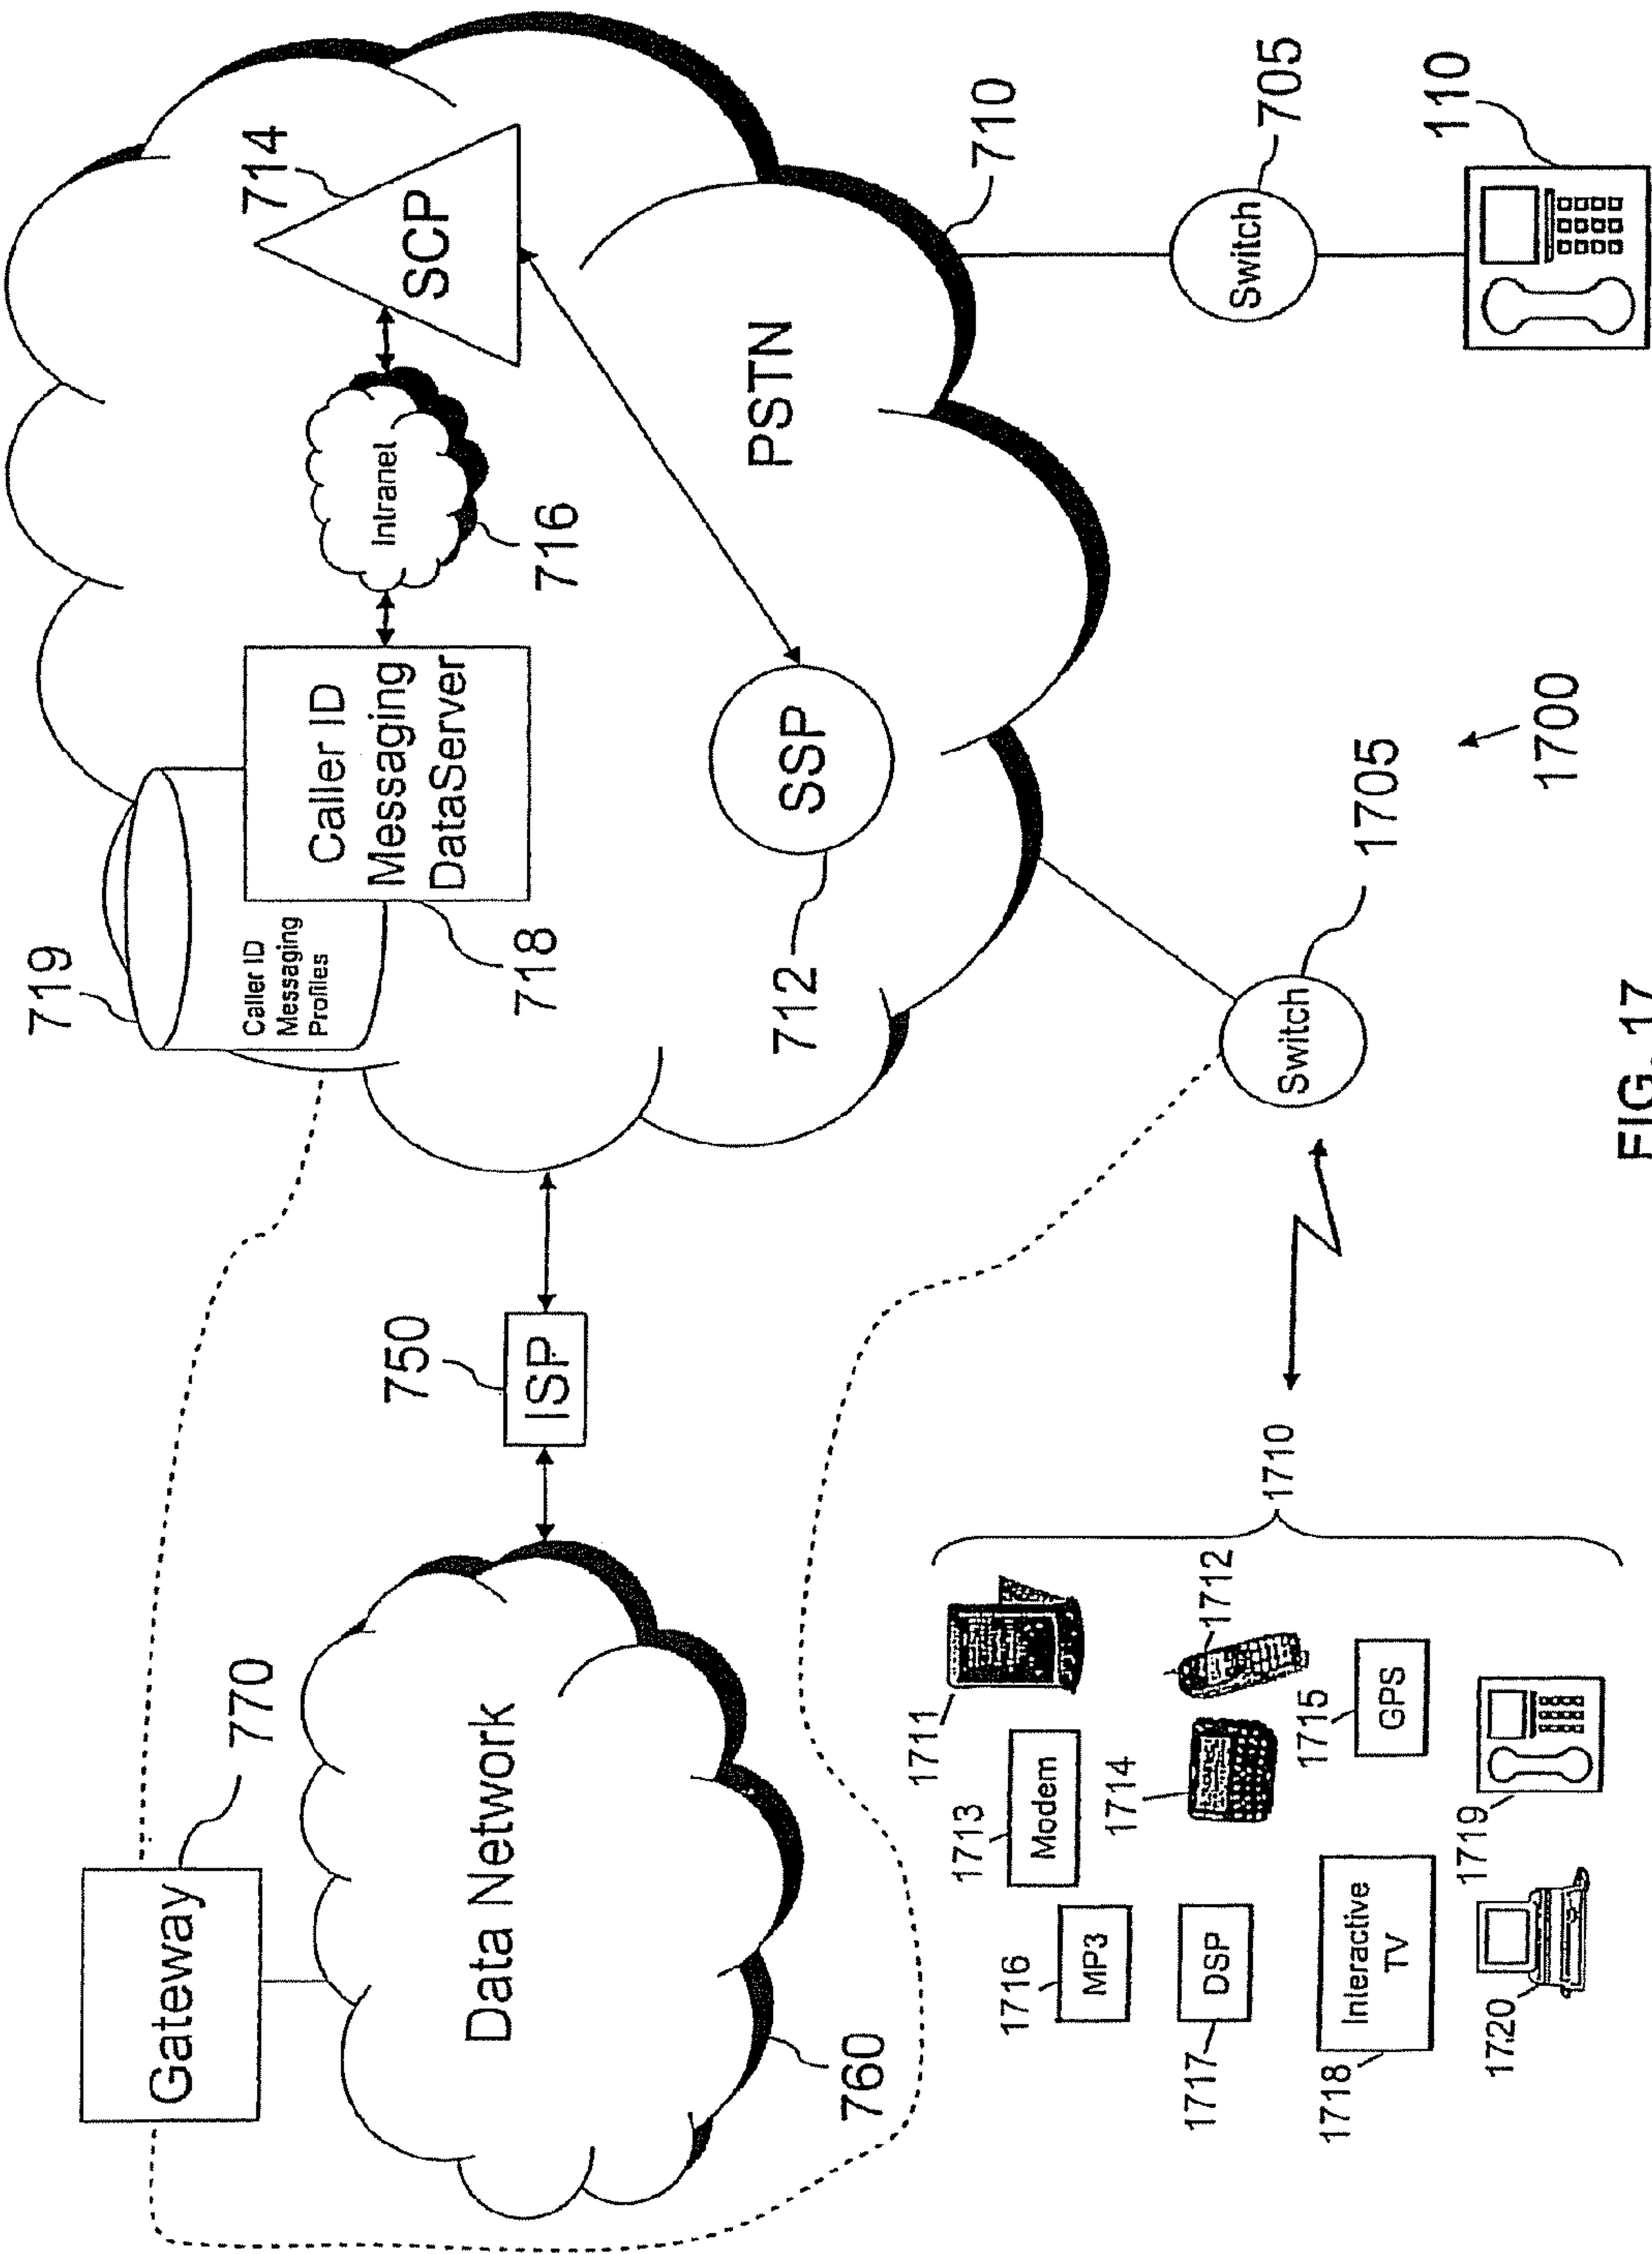 719
Gateway
770
714
Caller ID
Messaging
Profiles
Caller ID
Messaging
DataServer
Intranel
SCP
750
718
716
Data Network
ISP
712
SSP
PSTN
760
710
1711
1716
1713
MP3
Modem
1714
1712
1717
DSP
1710
Switch
705
1715
1718
Interactive
TV
GPS
Switch
1705
1719
1720
1700
110
FIG. 17